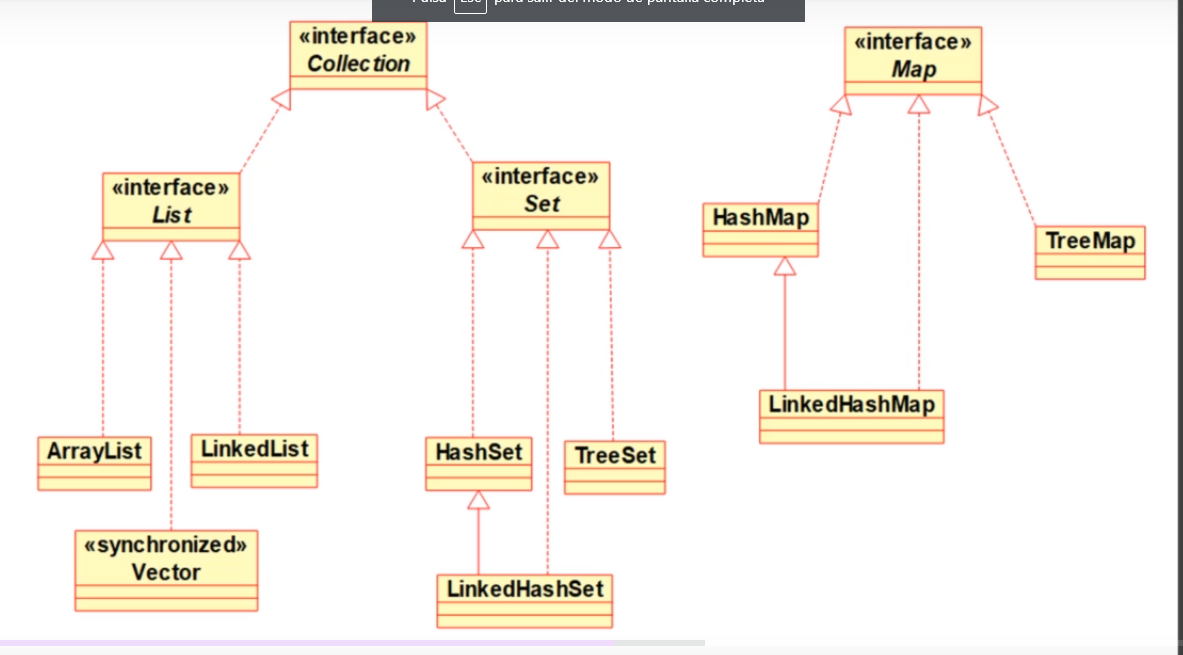 Pulsa Esc para salir del modo de pantalla completa
«interface»
Collection
«interface»
Map
«interface»
List
«interface»
Set
HashMap
TreeMap
LinkedHashMap
ArrayList
LinkedList
HashSet
TreeSet
«synchronized»
Vector
LinkedHashSet